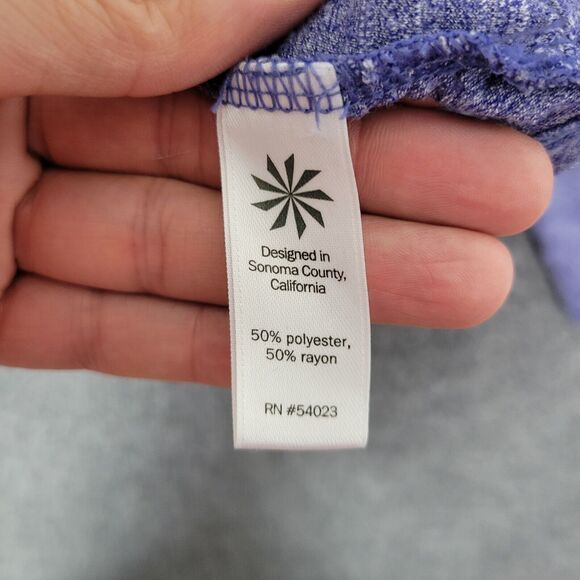 Designed in
Sonoma County,
California
50% polyester,
50% rayon
RN #54023